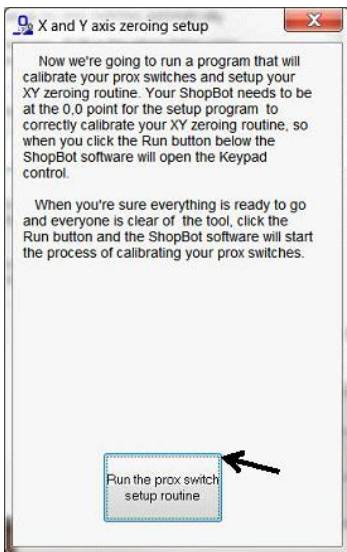 X and Y axis zeroing setup
Now we're going to run a program that will
calibrate your prox switches and setup your
XY zeroing routine. Your ShopBot needs to be
at the 0,0 point for the setup program to
correctly calibrate your XY zeroing routine, so
when you click the Run button below the
ShopBot software will open the Keypad
control.
When you're sure everything is ready to go
and everyone is clear of the tool, click the
Run button and the ShopBot software will start
the process of calibrating your prox switches.
Run the prox switch
setup routine